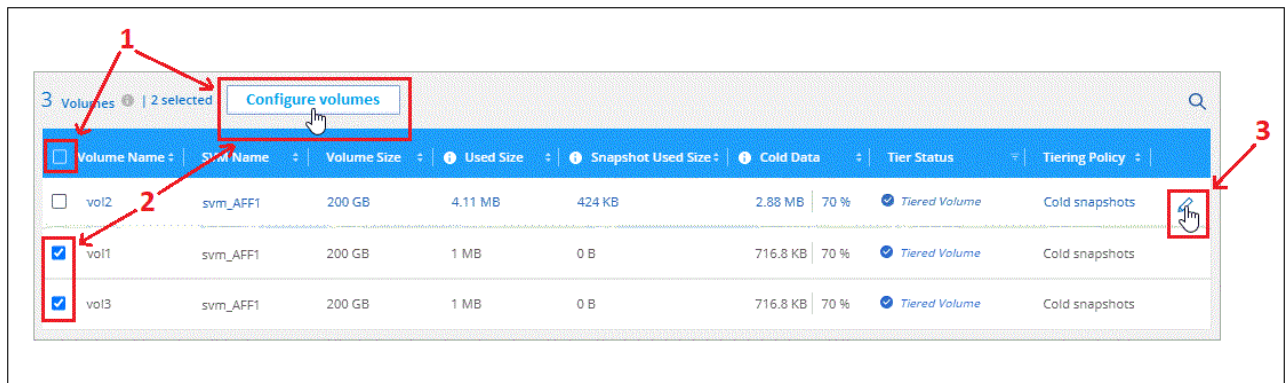 1
3 Volumes | 2 selected Configure volumes
3
Volume Name SVM Name Volume Size Used Size Snapshot Used Size Cold Data Tier Status Tiering Policy
vol2 svm_AFF1 200 GB 4.11 MB 424 KB 2.88 MB 70 % Tiered Volume Cold snapshots
2
vol1 svm_AFF1 200 GB 1 MB 0 B 716.8 KB 70 % Tiered Volume Cold snapshots
vol3 svm_AFF1 200 GB 1 MB 0 B 716.8 KB 70 % Tiered Volume Cold snapshots